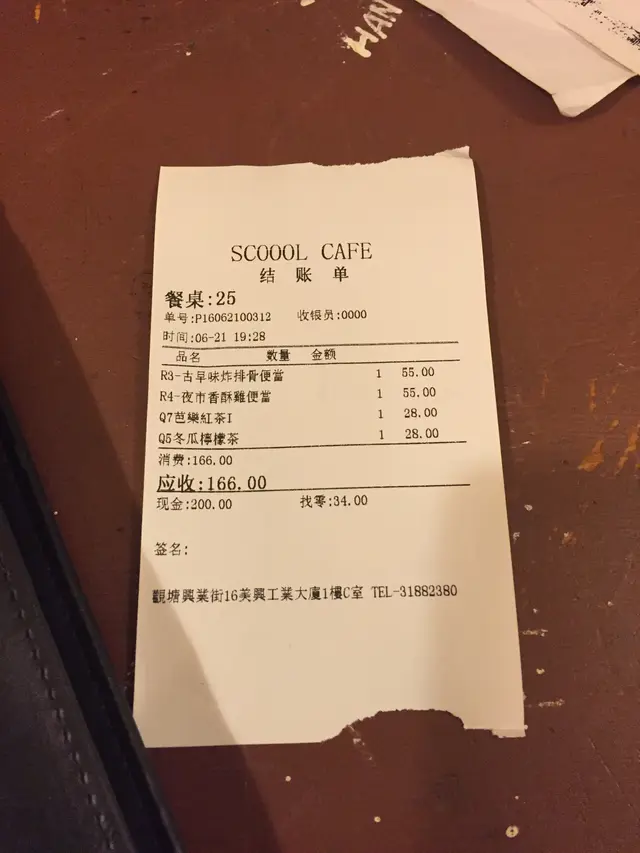 HAN
SCOOOL CAFE
结 账 单
餐桌:25
单号:P16062100312 收银员:0000
时间:06-21 19:28
品名 数量 金额
R3-古早味炸排骨便當 1 55.00
R4-夜市香酥雞便當 1 55.00
Q7芭樂紅茶I 1 28.00
Q5冬瓜檸檬茶 1 28.00
消费:166.00
应收:166.00
现金:200.00 找零:34.00
签名:
觀塘興業街16美興工業大廈1樓C室 TEL-31882380